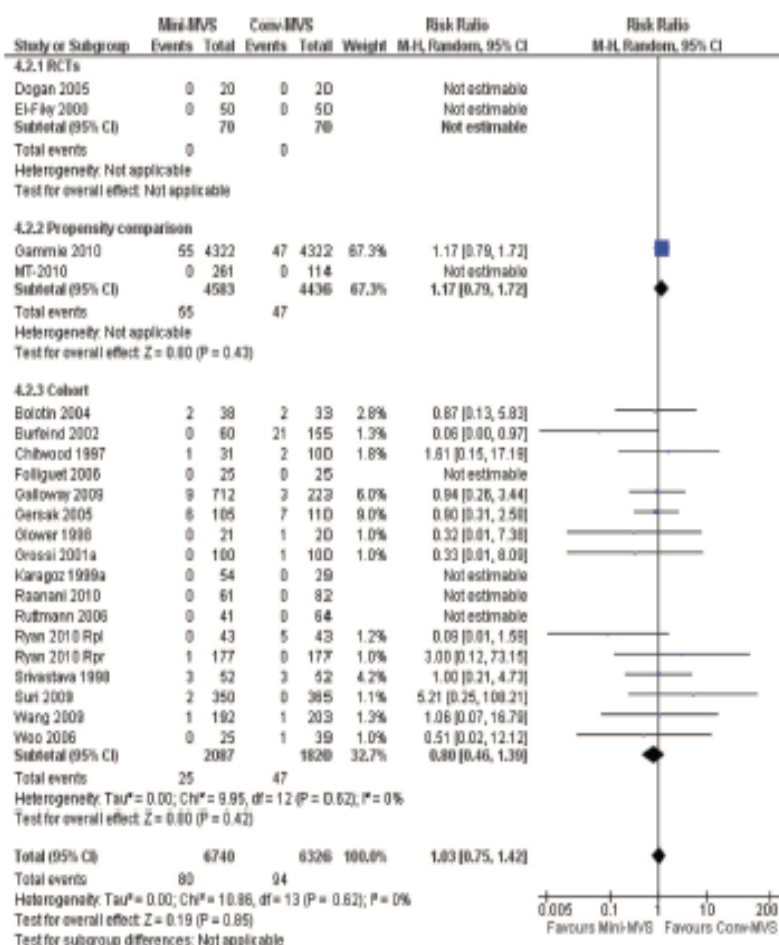 Mini-MVS Conv-MVS Risk Ratio Risk Ratio
Study or Subgroup Events Total Events Total Weight M-H, Random, 95% CI M-H, Random, 95% CI
4.2.1 RCTs
Dogan 2005 0 20 0 20 Not estimable
El-Fiky 2000 0 50 0 50 Not estimable
Subtotal (95% CI) 70 70 Not estimable
Total events 0 0
Heterogeneity: Not applicable
Test for overall effect: Not applicable
4.2.2 Propensity comparison
Gammie 2010 55 4322 47 4322 67.3% 1.17 [0.79, 1.72]
MT-2010 0 261 0 114 Not estimable
Subtotal (95% CI) 4583 4436 67.3% 1.17 [0.79, 1.72]
Total events 55 47
Heterogeneity: Not applicable
Test for overall effect: Z = 0.80 (P = 0.43)
4.2.3 Cohort
Bolotin 2004 2 38 2 33 2.8% 0.87 [0.13, 5.83]
Burfeind 2002 0 60 21 155 1.3% 0.06 [0.00, 0.97]
Chitwood 1997 1 31 2 100 1.8% 1.61 [0.15, 17.19]
Folliguet 2006 0 25 0 25 Not estimable
Galloway 2009 9 712 3 223 6.0% 0.94 [0.26, 3.44]
Gersak 2005 6 105 7 110 9.0% 0.90 [0.31, 2.58]
Glower 1998 0 21 1 20 1.0% 0.32 [0.01, 7.38]
Grossi 2001a 0 100 1 100 1.0% 0.33 [0.01, 8.09]
Karagoz 1999a 0 54 0 29 Not estimable
Raanani 2010 0 61 0 82 Not estimable
Ruttmann 2006 0 41 0 64 Not estimable
Ryan 2010 Rpl 0 43 5 43 1.2% 0.09 [0.01, 1.59]
Ryan 2010 Rpr 1 177 0 177 1.0% 3.00 [0.12, 73.15]
Srivastava 1998 3 52 3 52 4.2% 1.00 [0.21, 4.73]
Suri 2009 2 350 0 365 1.1% 5.21 [0.25, 108.21]
Wang 2009 1 192 1 203 1.3% 1.06 [0.07, 16.79]
Woo 2006 0 25 1 39 1.0% 0.51 [0.02, 12.12]
Subtotal (95% CI) 2087 1820 32.7% 0.80 [0.46, 1.39]
Total events 25 47
Heterogeneity: Tau² = 0.00; Chi² = 9.95, df = 12 (P = 0.62); I² = 0%
Test for overall effect: Z = 0.80 (P = 0.42)
Total (95% CI) 6740 6326 100.0% 1.03 [0.75, 1.42]
Total events 80 94
Heterogeneity: Tau² = 0.00; Chi² = 10.86, df = 13 (P = 0.62); I² = 0%
Test for overall effect: Z = 0.19 (P = 0.85)
Test for subgroup differences: Not applicable
0.005 0.1 1 10 200
Favours Mini-MVS Favours Conv-MVS